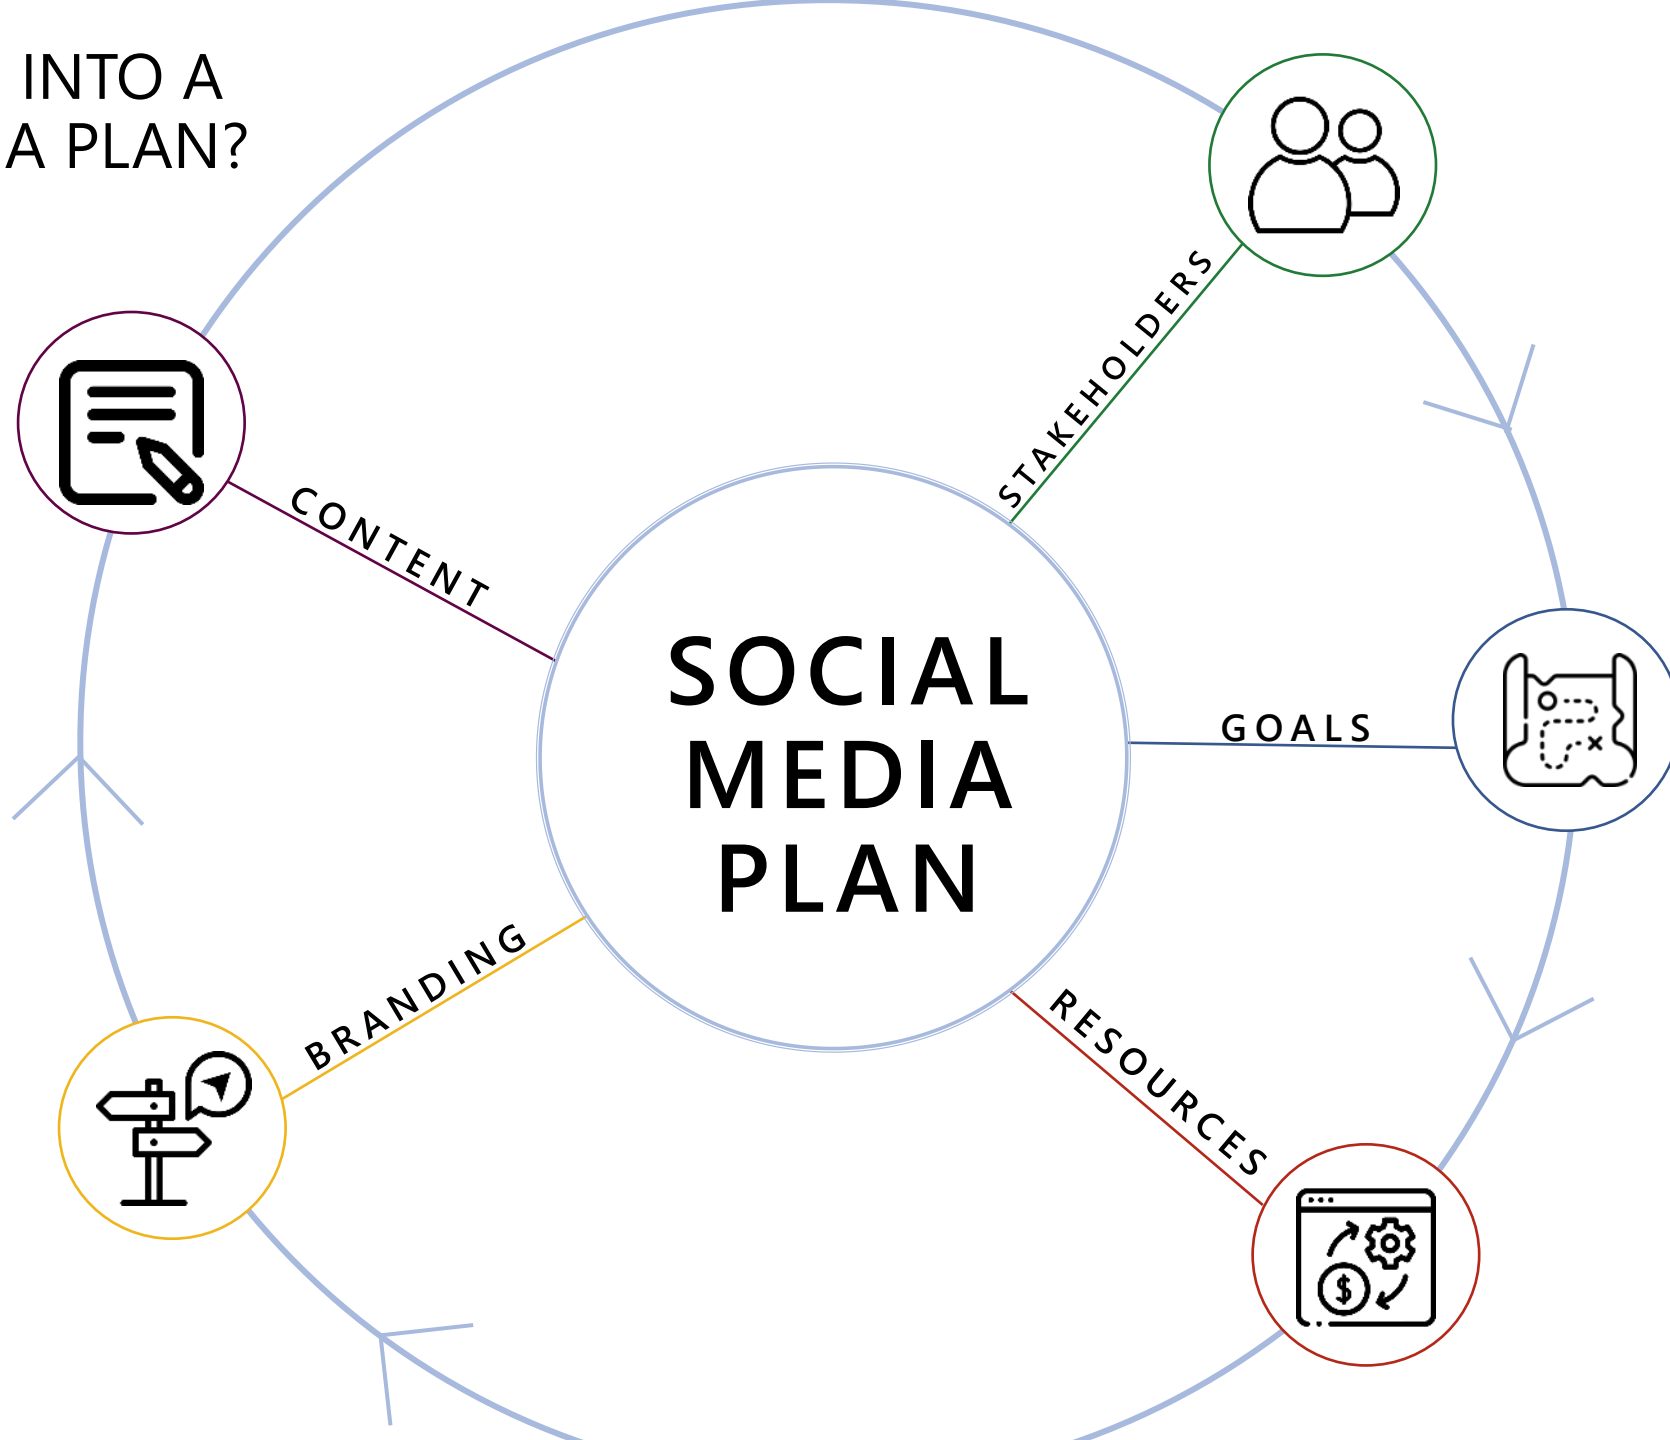 INTO A
A PLAN?
STAKEHOLDERS
CONTENT
SOCIAL
MEDIA
PLAN
GOALS
BRANDING
RESOURCES
$